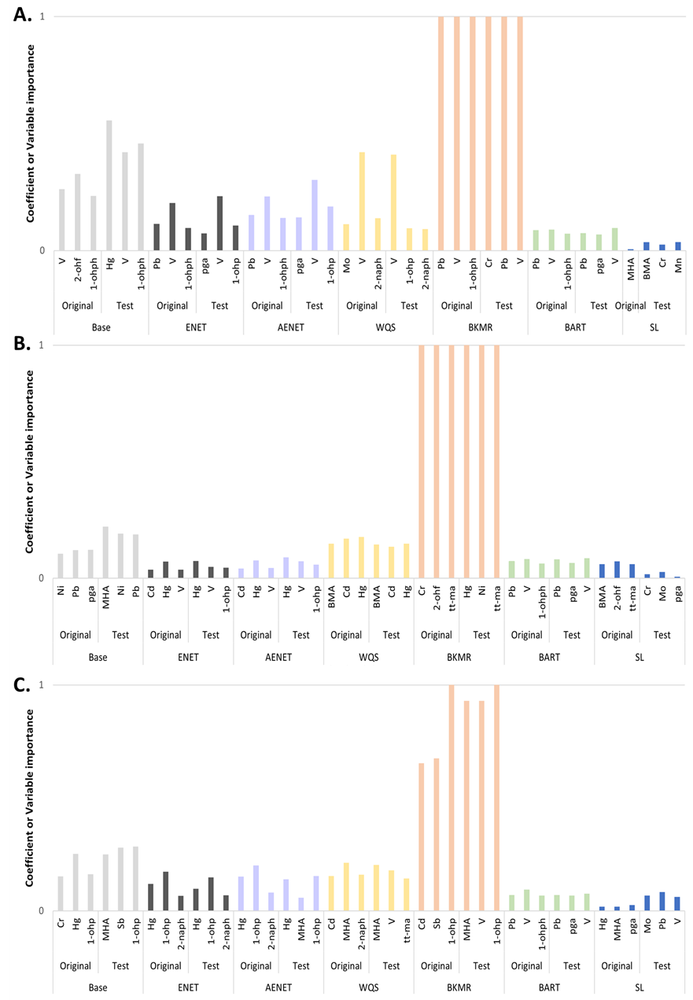 A.
1
Coefficient or Variable importance
0
V 2-ohf 1-ohph Hg V 1-ohph Pb V 1-ohph pga V 1-ohp Pb V 1-ohph pga V 1-ohp Mo V 2-naph V 1-ohp 2-naph Pb V 1-ohph Cr Pb V Pb V 1-ohph Pb pga V MHA BMA Cr Mn
Original Test Original Test Original Test Original Test Original Test Original Test Original Test
Base ENET AENET WQS BKMR BART SL
B.
1
Coefficient or Variable importance
0
Ni Pb pga MHA Ni Pb Cd Hg V Hg V 1-ohp Cd Hg V Hg V 1-ohp BMA Cd Hg BMA Cd Hg Cr 2-ohf tt-ma Hg Ni tt-ma Pb V 1-ohph Pb pga V BMA 2-ohf tt-ma Cr Mo pga
Original Test Original Test Original Test Original Test Original Test Original Test Original Test
Base ENET AENET WQS BKMR BART SL
C.
1
Coefficient or Variable importance
0
Cr Hg 1-ohp MHA Sb 1-ohp Hg 1-ohp 2-naph Hg 1-ohp 2-naph Hg 1-ohp 2-naph Hg MHA 1-ohp Cd MHA 2-naph MHA V tt-ma Cd Sb 1-ohp MHA V 1-ohp Pb V 1-ohph Pb pga V Hg MHA pga Mo Pb V
Original Test Original Test Original Test Original Test Original Test Original Test Original Test
Base ENET AENET WQS BKMR BART SL